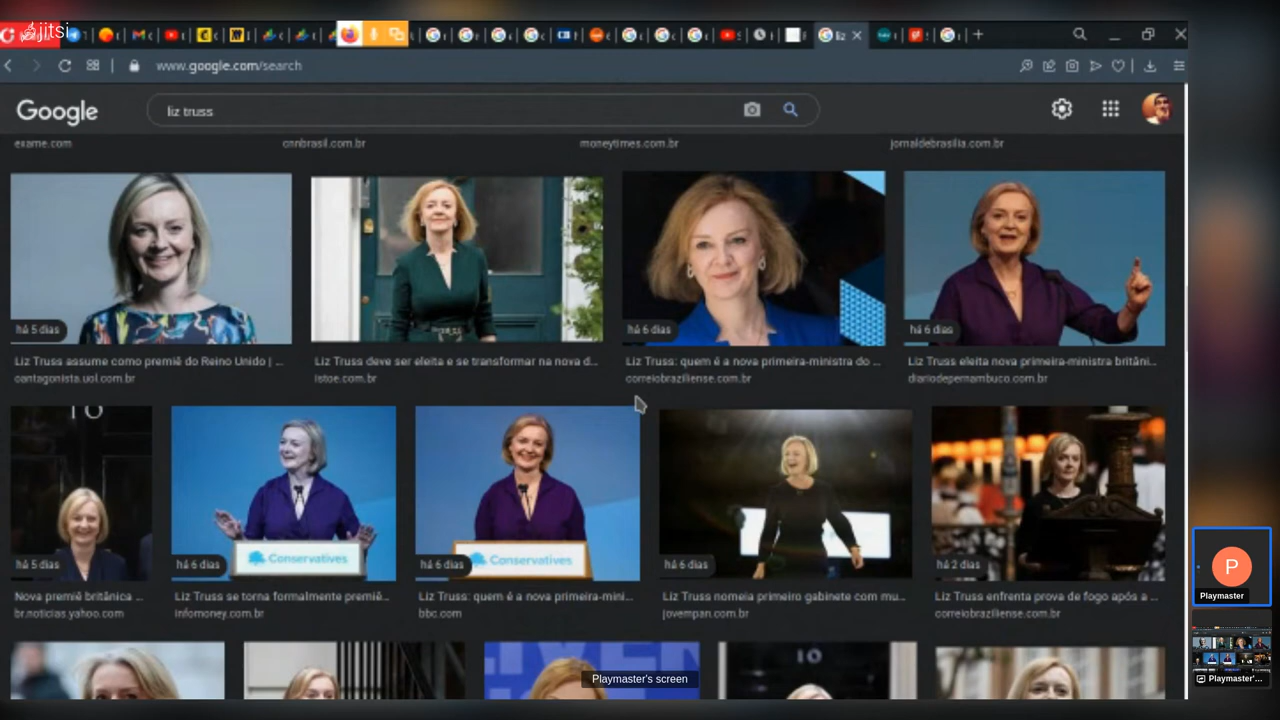 jitsi
www.google.com/search
Google
liz truss
exame.com
cnnbrasil.com.br
moneytimes.com.br
jornaldebrasilia.com.br
há 5 dias
há 6 dias
há 6 dias
Liz Truss assume como premiê do Reino Unido | ...
Liz Truss deve ser eleita e se transformar na nova d...
Liz Truss: quem é a nova primeira-ministra do ...
Liz Truss eleita nova primeira-ministra britâni...
oantagonista.uol.com.br
istoe.com.br
correiobraziliense.com.br
diariodepernambuco.com.br
10
Conservatives
Conservatives
há 5 dias
há 6 dias
há 6 dias
há 6 dias
há 2 dias
Nova premiê britânica ...
Liz Truss se torna formalmente premiê...
Liz Truss: quem é a nova primeira-mini...
Liz Truss nomeia primeiro gabinete com mu...
Liz Truss enfrenta prova de fogo após a ...
br.noticias.yahoo.com
infomoney.com.br
bbc.com
jovempan.com.br
correiobraziliense.com.br
10
Playmaster's screen
P
Playmaster
Playmaster'...